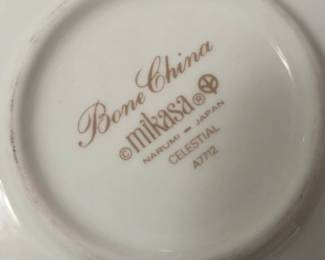 Bone China
©mikasa®
NARUMI – JAPAN
CELESTIAL
A7712